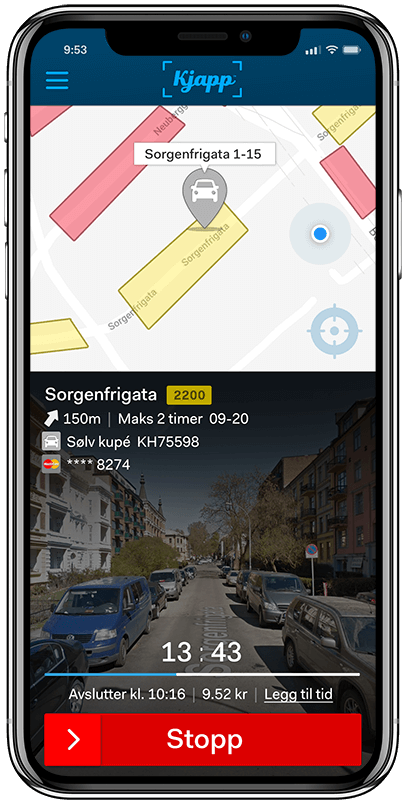 9:53
Kjapp
Neuberg
Sorgenfrigata 1-15
Sorgenfrigata
Sorgenfrigata
Sorgenfrigata
Sorgenfrigata 2200
150m | Maks 2 timer 09-20
Sølv kupé KH75598
**** 8274
Sorgenfrigata
13 : 43
Avslutter kl. 10:16 | 9.52 kr | Legg til tid
Stopp